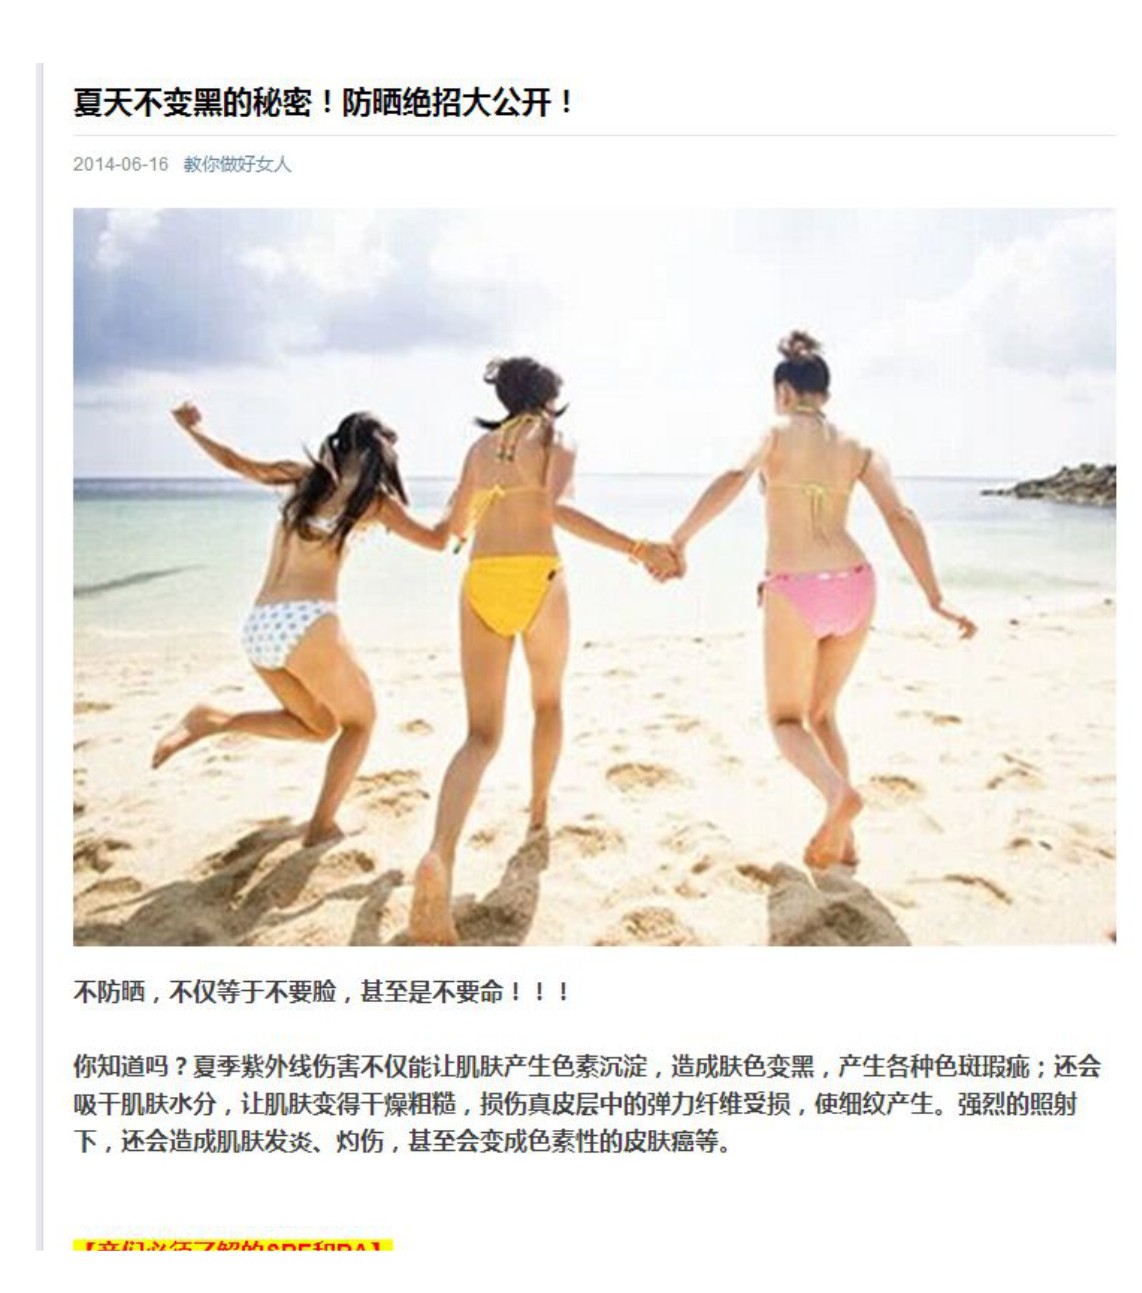 夏天不变黑的秘密！防晒绝招大公开！
2014-06-16 教你做好女人
不防晒，不仅等于不要脸，甚至是不要命！！！
你知道吗？夏季紫外线伤害不仅能让肌肤产生色素沉淀，造成肤色变黑，产生各种色斑瑕疵；还会
吸干肌肤水分，让肌肤变得干燥粗糙，损伤真皮层中的弹力纤维受损，使细纹产生。强烈的照射
下，还会造成肌肤发炎、灼伤，甚至会变成色素性的皮肤癌等。